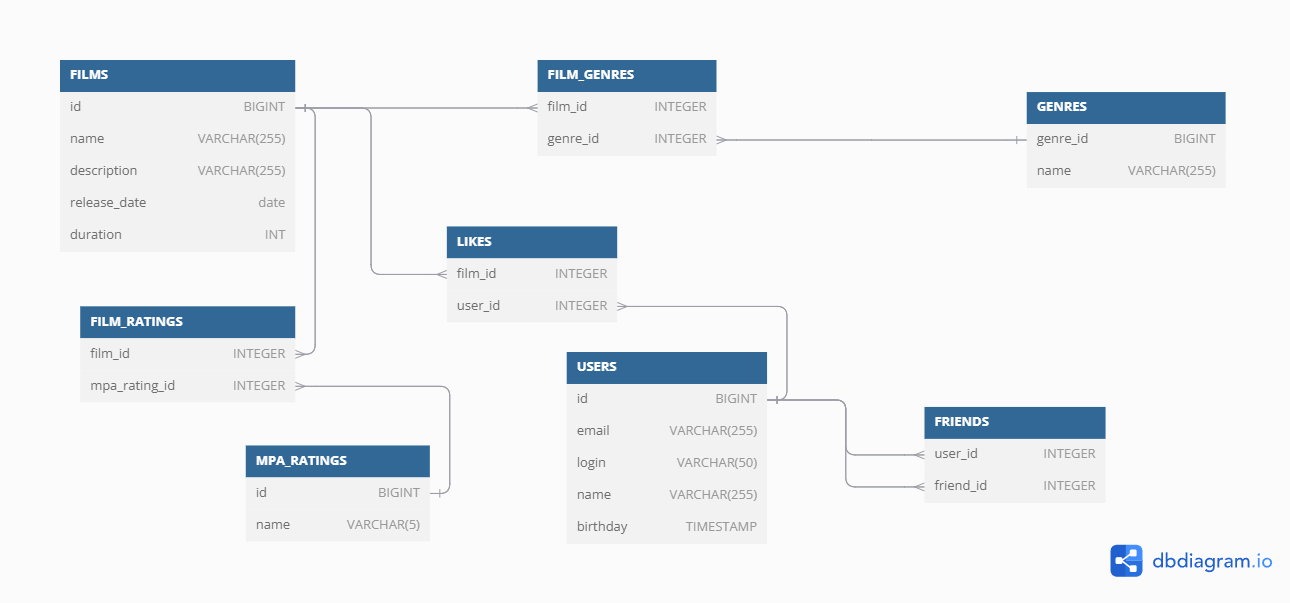 FILMS
id BIGINT
name VARCHAR(255)
description VARCHAR(255)
release_date date
duration INT
FILM_GENRES
film_id INTEGER
genre_id INTEGER
GENRES
genre_id BIGINT
name VARCHAR(255)
LIKES
film_id INTEGER
user_id INTEGER
FILM_RATINGS
film_id INTEGER
mpa_rating_id INTEGER
USERS
id BIGINT
email VARCHAR(255)
login VARCHAR(50)
name VARCHAR(255)
birthday TIMESTAMP
FRIENDS
user_id INTEGER
friend_id INTEGER
MPA_RATINGS
id BIGINT
name VARCHAR(5)
dbdiagram.io